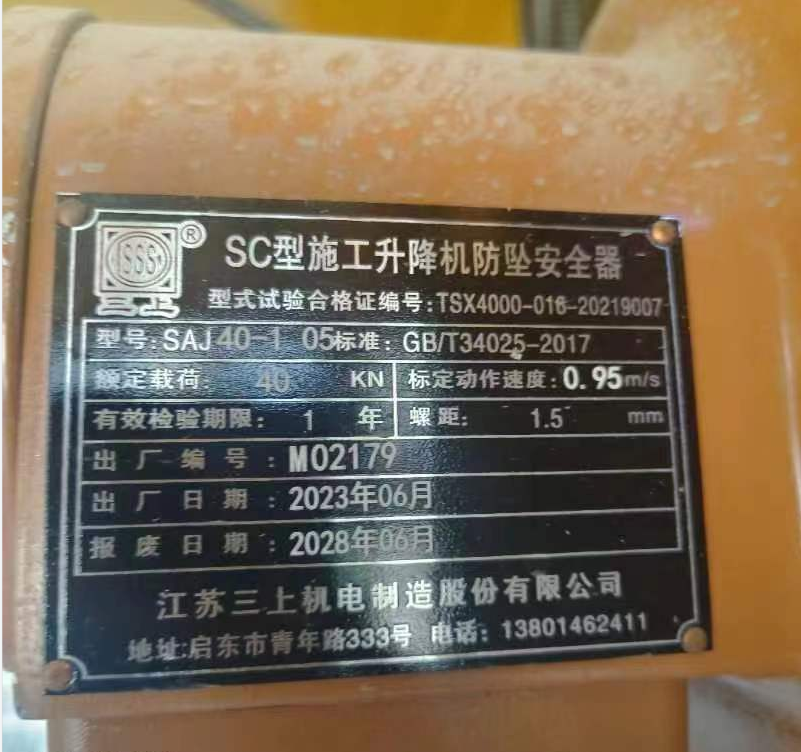 SSS ®
三上
SC型施工升降机防坠安全器
型式试验合格证编号:TSX4000-016-20219007
型号:SAJ40-1 05标准: GB/T34025-2017
额定载荷: 40 KN 标定动作速度:0.95m/s
有效检验期限: 1 年 螺距: 1.5 mm
出厂编号:M02179
出厂日期:2023年06月
报废日期:2028年06月
江苏三上机电制造股份有限公司
地址:启东市青年路333号 电话:13801462411